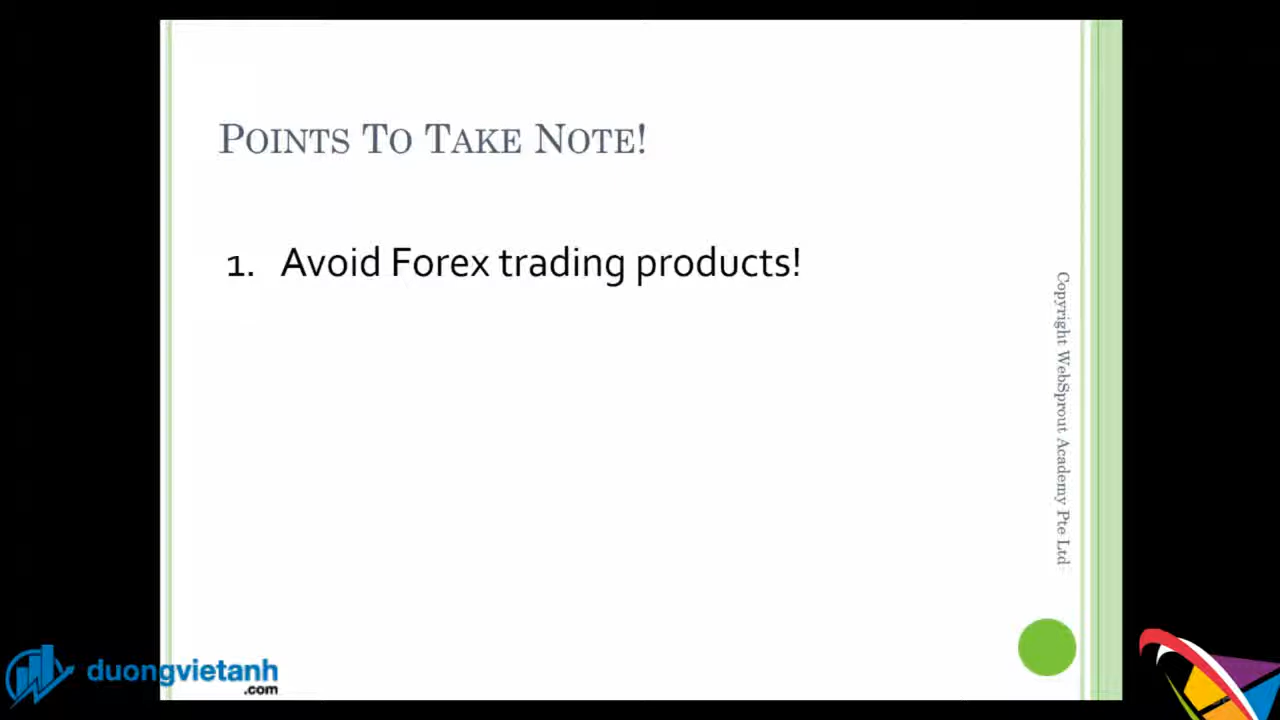 POINTS TO TAKE NOTE!
1. Avoid Forex trading products!
Copyright WebSprout Academy Pte Ltd
duongvietanh
.com